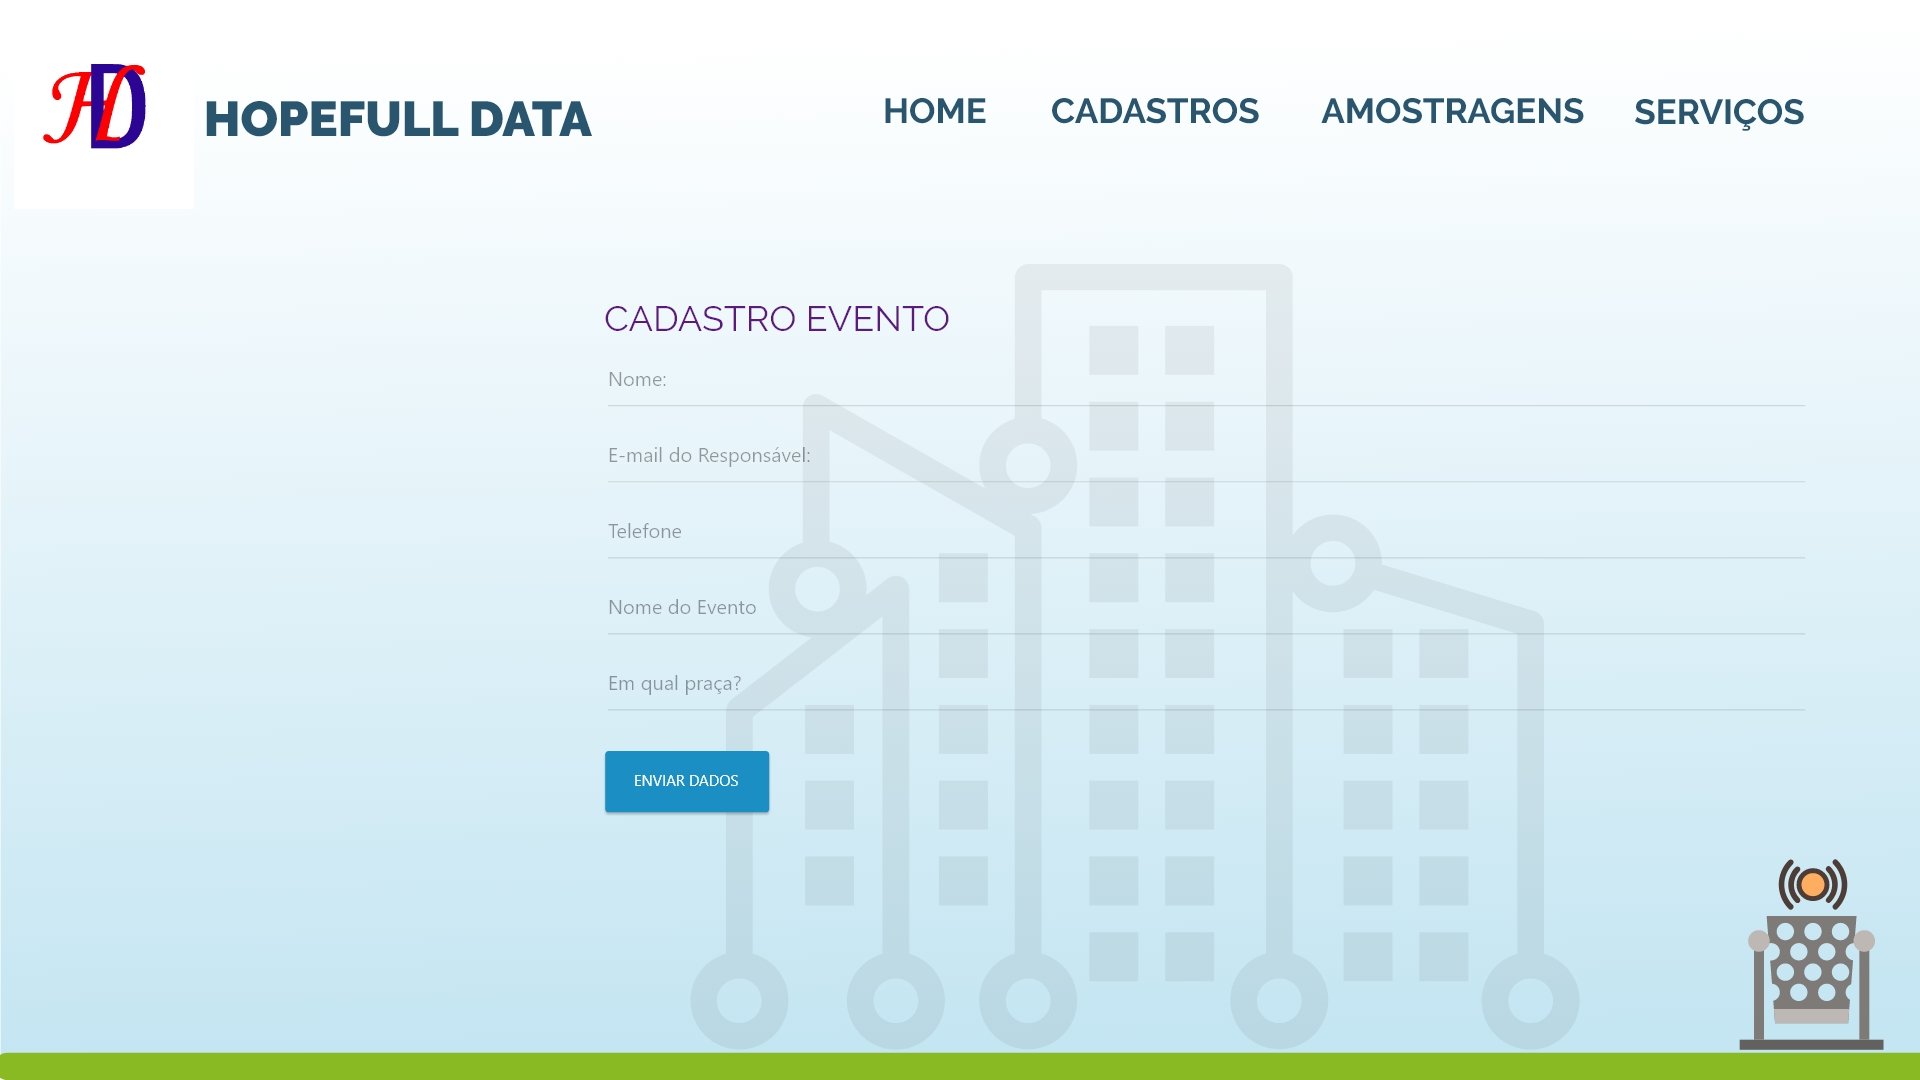 HD
HOPEFULL DATA
HOME CADASTROS AMOSTRAGENS SERVIÇOS
CADASTRO EVENTO
Nome:
E-mail do Responsável:
Telefone
Nome do Evento
Em qual praça?
ENVIAR DADOS